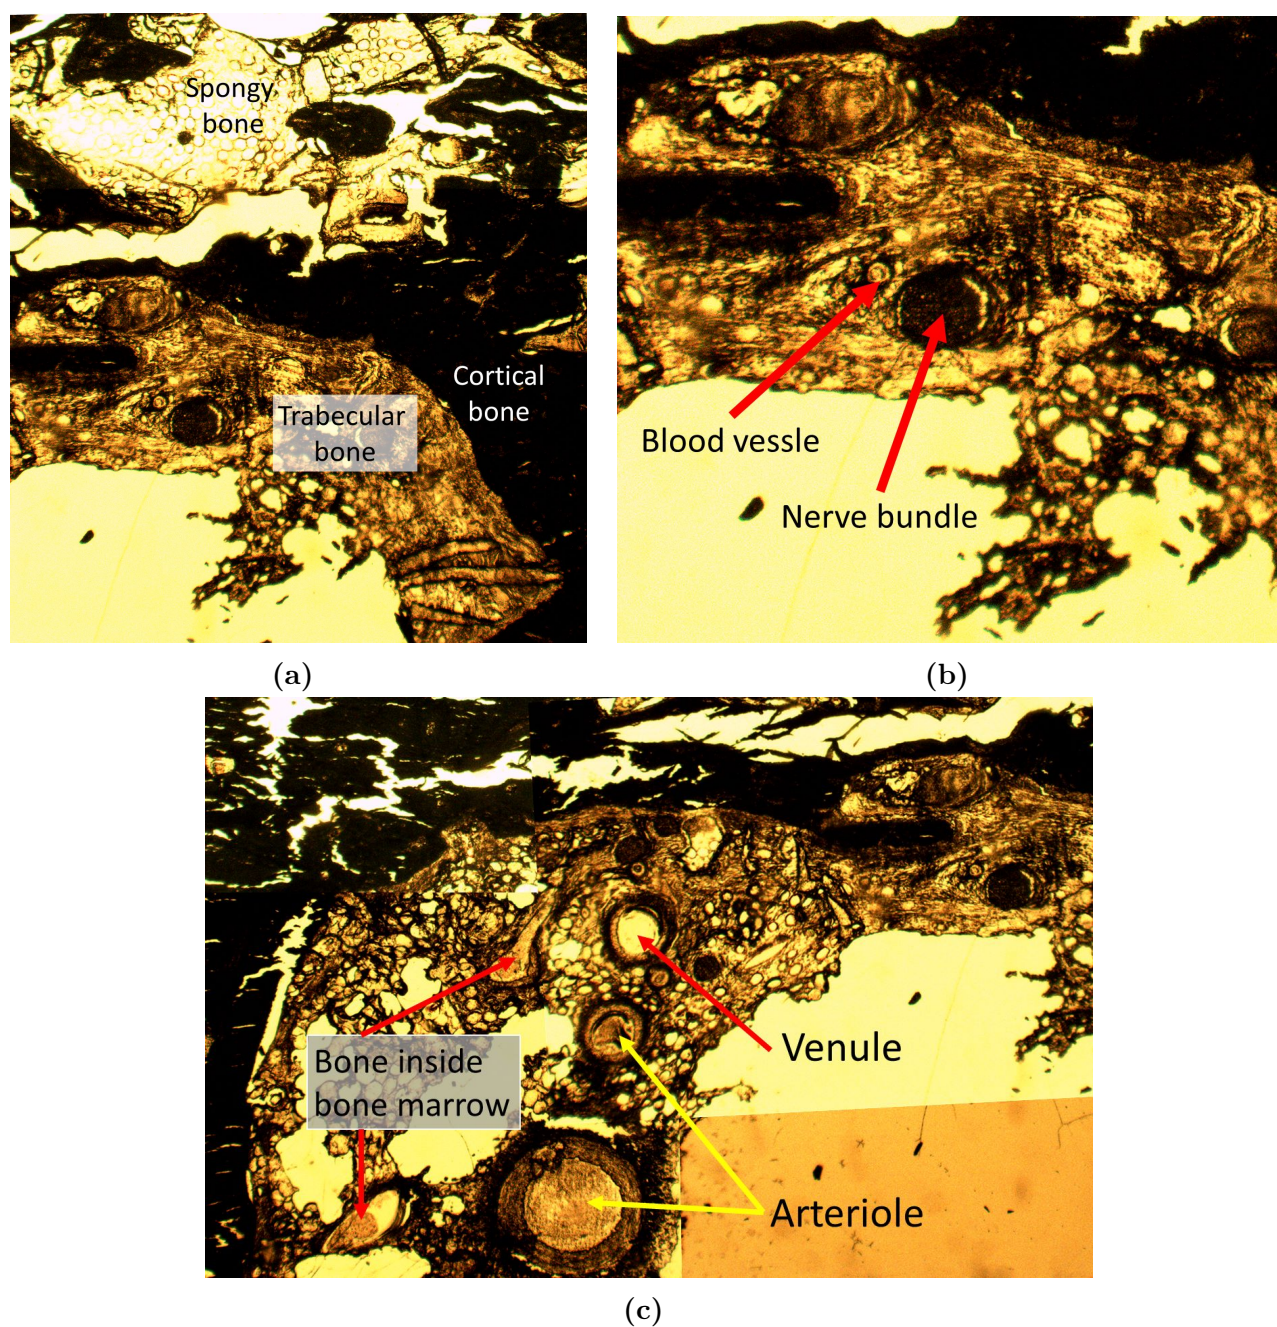 Spongy
bone
Cortical
bone
Trabecular
bone
(a)
Blood vessle
Nerve bundle
(b)
Bone inside
bone marrow
Venule
Arteriole
(c)